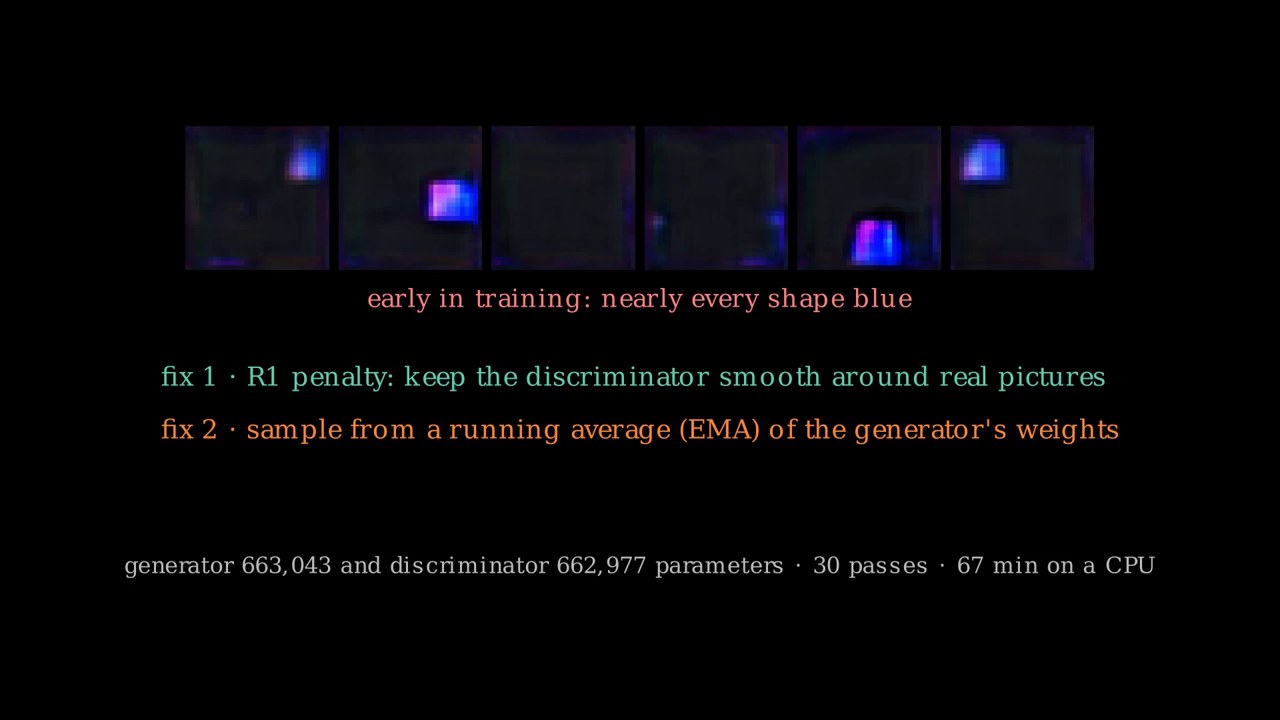 early in training: nearly every shape blue
fix 1 · R1 penalty: keep the discriminator smooth around real pictures
fix 2 · sample from a running average (EMA) of the generator's weights
generator 663,043 and discriminator 662,977 parameters · 30 passes · 67 min on a CPU